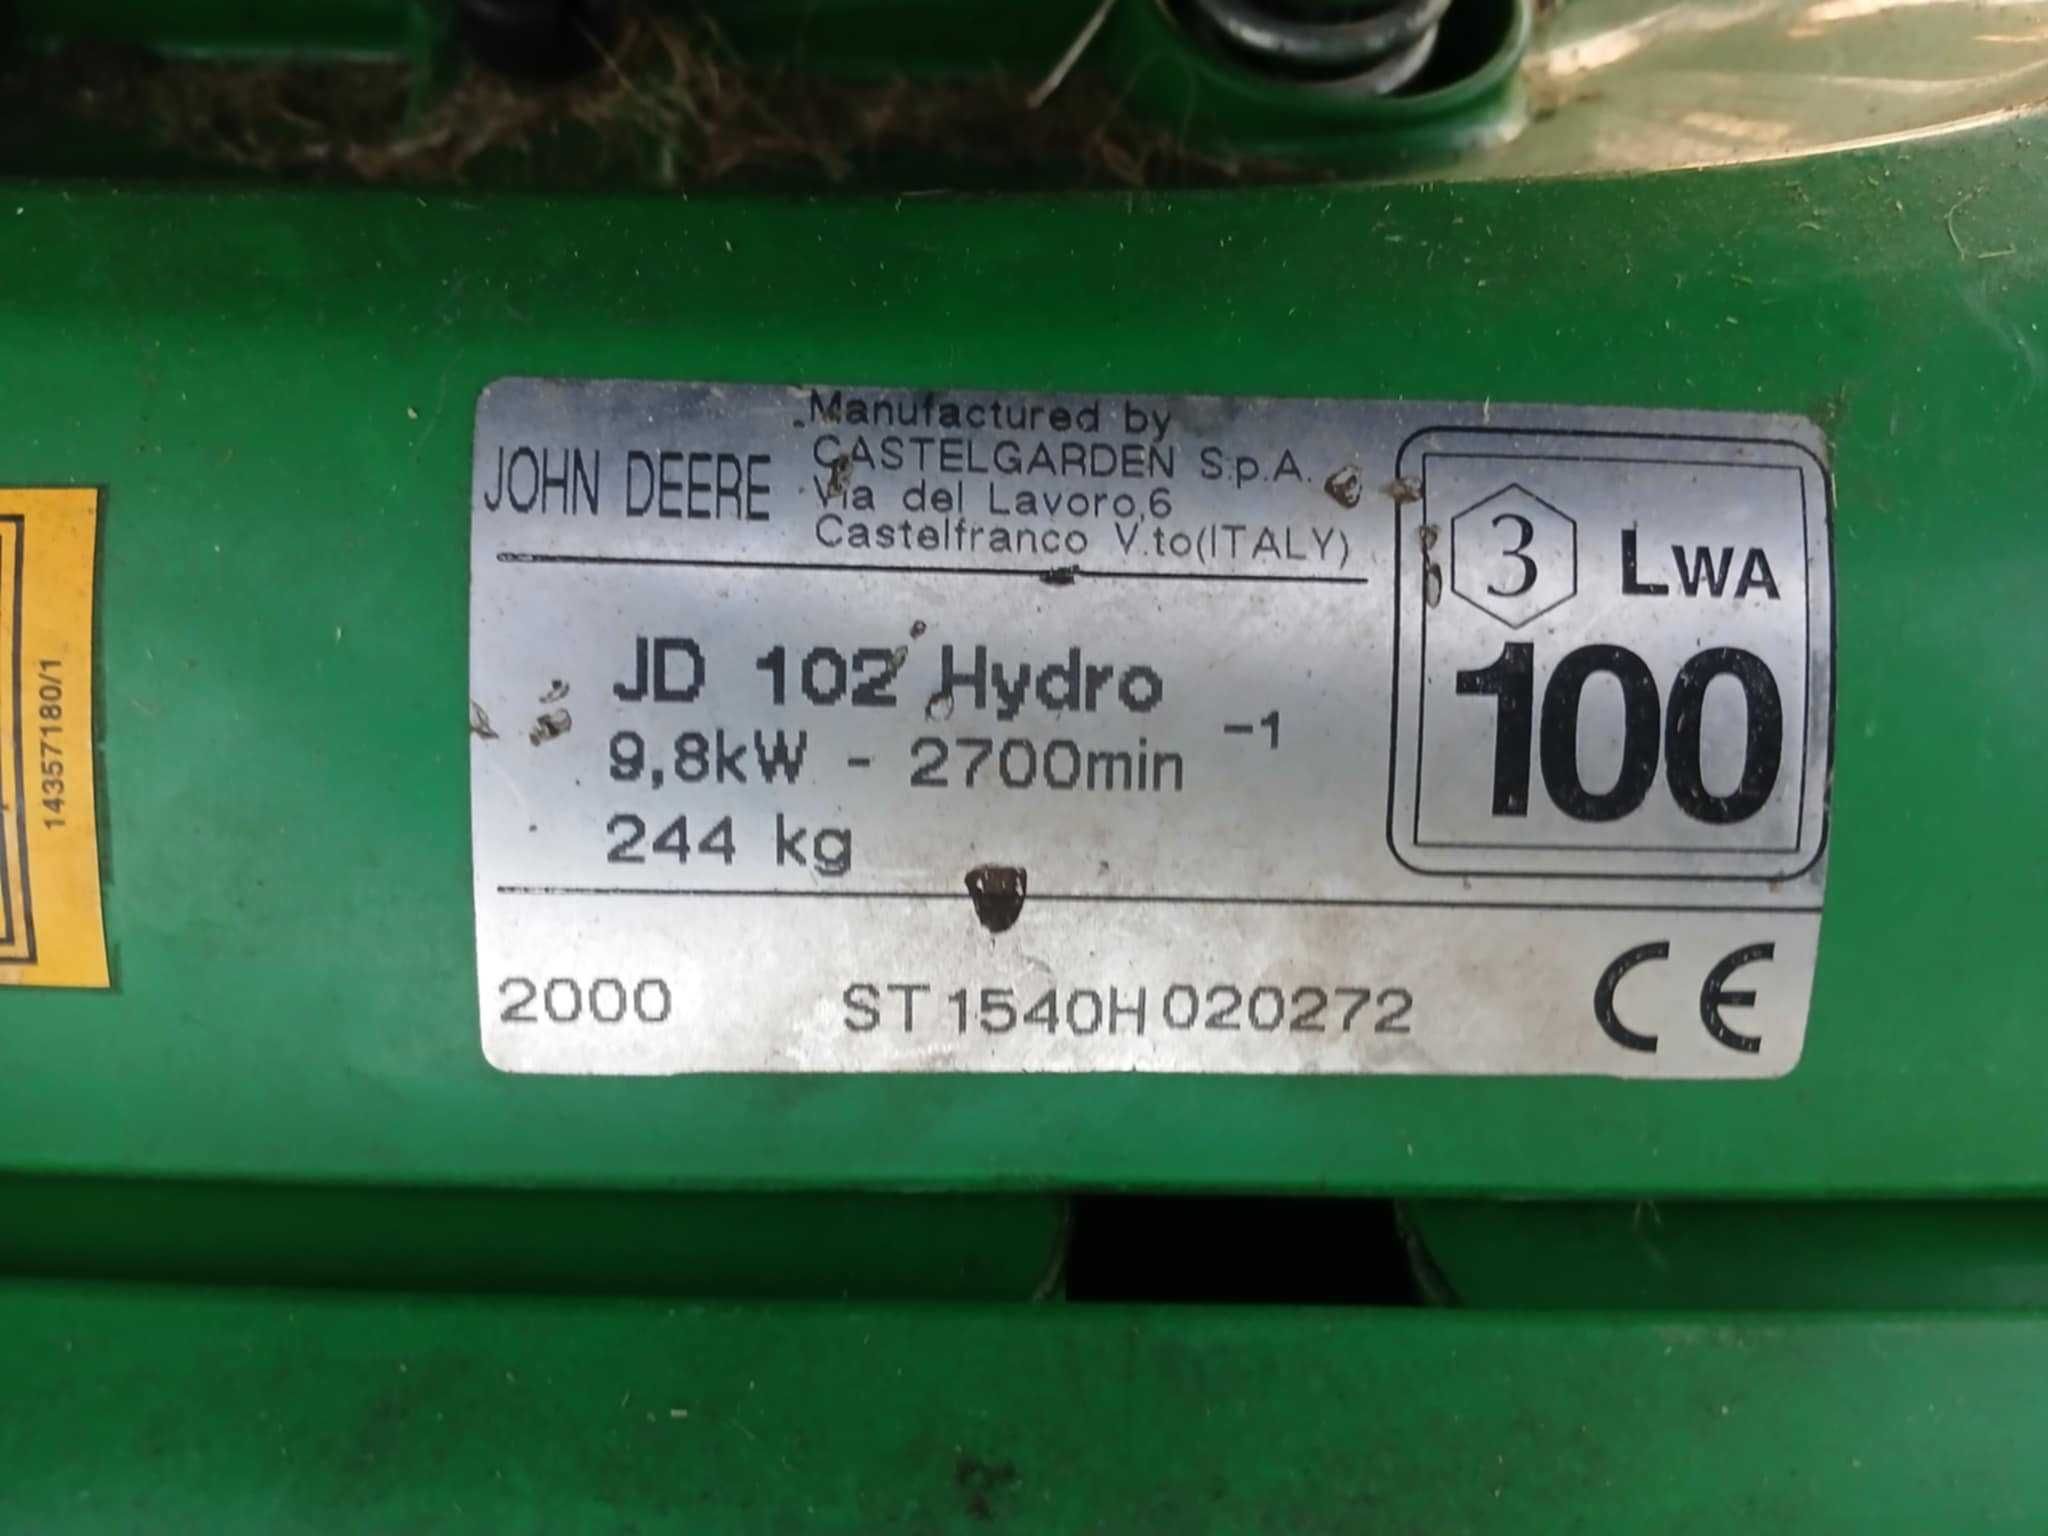 Manufactured by
JOHN DEERE CASTELGARDEN S.p.A.
Via del Lavoro,6
Castelfranco V.to(ITALY)
3 LWA
100
JD 102 Hydro
9,8kW - 2700min -1
244 kg
2000 ST 1540H 020272 CE
14357180/1